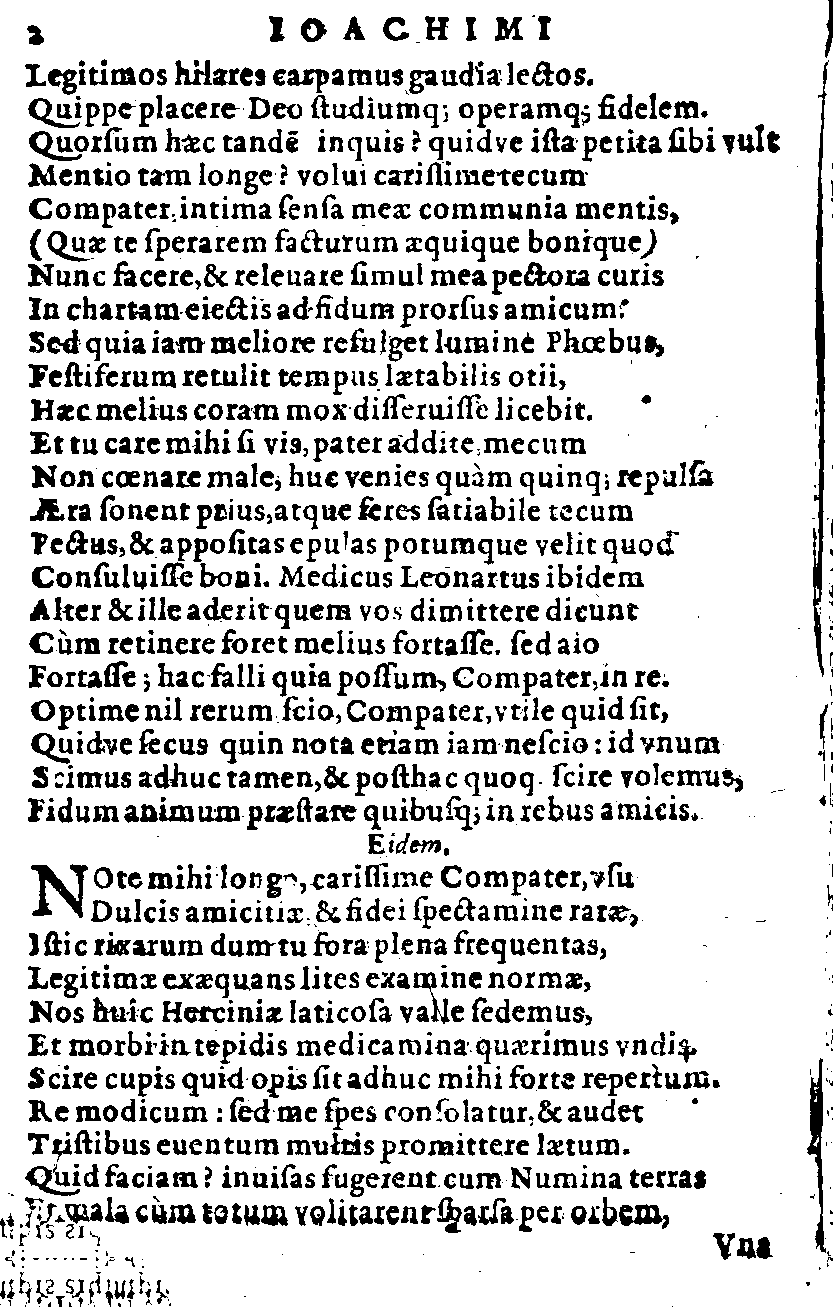 2 IOACHIMI
Legitimos hilares carpamus gaudia lectos.
Quippe placere Deo ſtudiumq; operamq; fidelem.
Quorſum hæc tandē inquis? quidve iſta petita ſibi vult
Mentio tam longe? volui cariſſime tecum
Compater, intima ſenſa meæ communia mentis,
(Quæ te ſperarem facturum æquique bonique)
Nunc facere, & releuare ſimul mea pectora curis
In chartam eiectis ad fidum prorſus amicum:
Sed quia iam meliore refulget lumine Phœbus,
Feſtiferum retulit tempus lætabilis otii,
Hæc melius coram mox diſſeruiſſe licebit.
Et tu care mihi ſi vis, pater addite, mecum
Non cœnare male, huc venies quàm quinq; repulſa
Æra ſonent prius, atque feres ſatiabile tecum
Pectus, & appoſitas epulas potumque velit quod
Conſuluiſſe boni. Medicus Leonartus ibidem
Alter & ille aderit quem vos dimittere dicunt
Cùm retinere foret melius fortaſſe. ſed aio
Fortaſſe; hac falli quia poſſum, Compater, in re.
Optime nil rerum ſcio, Compater, vtile quid ſit,
Quidve ſecus quin nota etiam iam neſcio: id vnum
Scimus adhuc tamen, & poſthac quoq. ſcire volemus,
Fidum animum præſtare quibuſq; in rebus amicis.
Eidem.
NOte mihi longo, cariſſime Compater, vſu
Dulcis amicitiæ, & fidei ſpectamine raræ,
Iſtic rixarum dum tu fora plena frequentas,
Legitimæ exæquans lites examine normæ,
Nos huic Herciniæ laticoſa valle ſedemus,
Et morbi in tepidis medicamina quærimus vndiq.
Scire cupis quid opis ſit adhuc mihi forte repertum.
Re modicum: ſed me ſpes conſolatur, & audet
Triſtibus euentum multis promittere lætum.
Quid faciam? inuiſas fugerent cum Numina terras
Et mala cùm totum volitarent ſparſa per orbem,
Vna